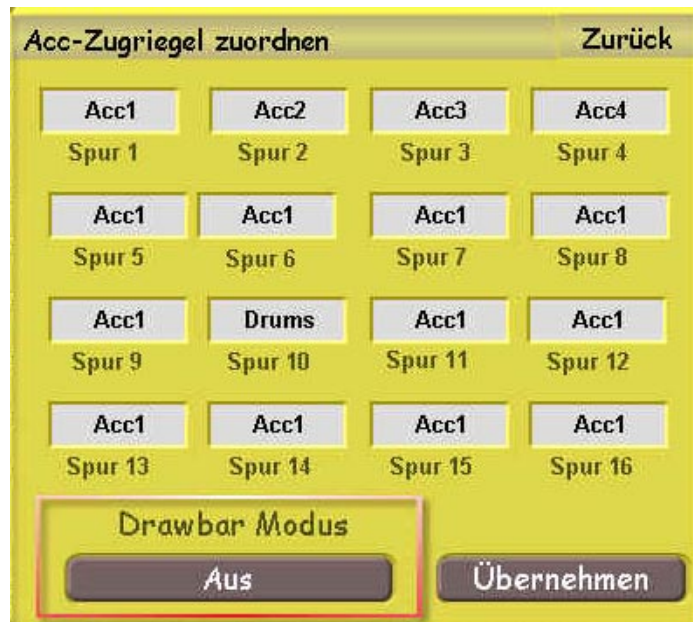 Acc-Zugriegel zuordnen Zurück
Acc1 Acc2 Acc3 Acc4
Spur 1 Spur 2 Spur 3 Spur 4
Acc1 Acc1 Acc1 Acc1
Spur 5 Spur 6 Spur 7 Spur 8
Acc1 Drums Acc1 Acc1
Spur 9 Spur 10 Spur 11 Spur 12
Acc1 Acc1 Acc1 Acc1
Spur 13 Spur 14 Spur 15 Spur 16
Drawbar Modus
Aus Übernehmen